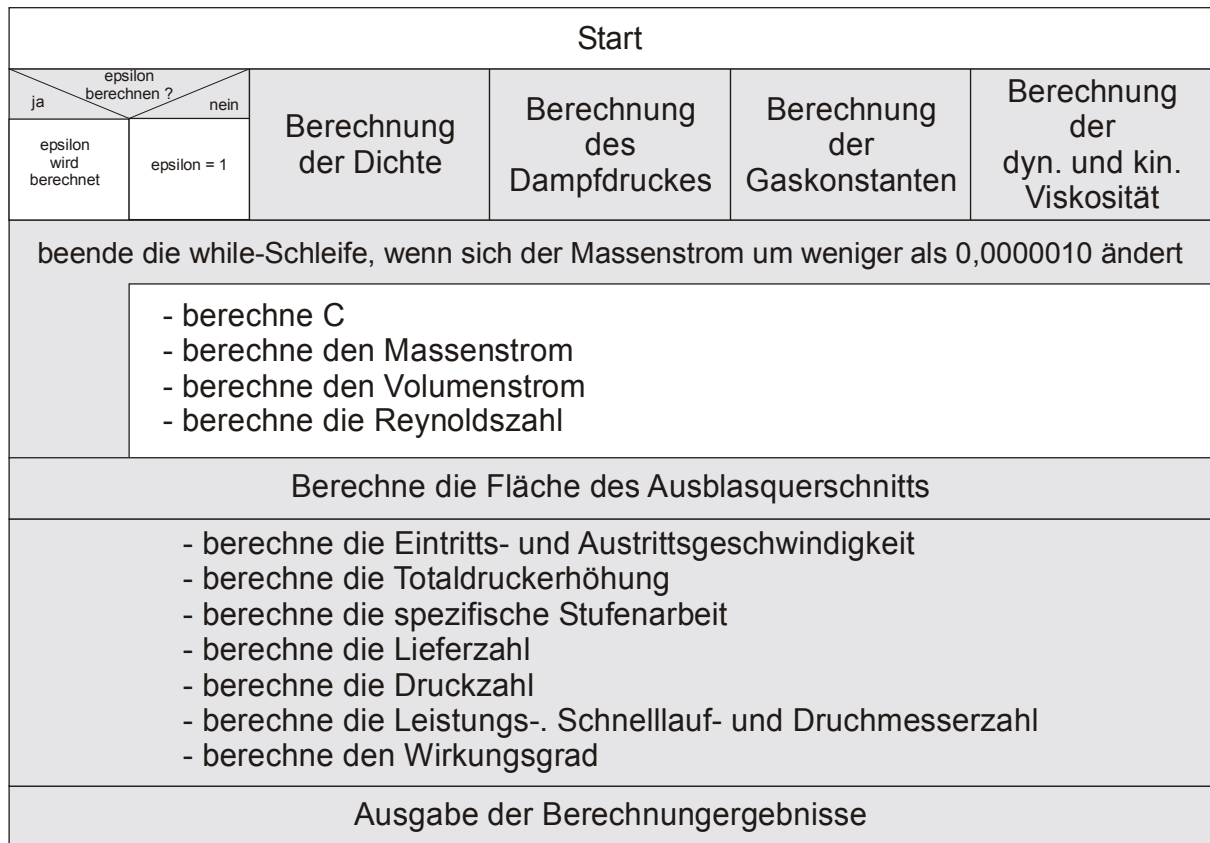 Start
epsilon
berechnen ?
ja
nein
epsilon
wird
berechnet
epsilon = 1
Berechnung
der Dichte
Berechnung
des
Dampfdruckes
Berechnung
der
Gaskonstanten
Berechnung
der
dyn. und kin.
Viskosität
beende die while-Schleife, wenn sich der Massenstrom um weniger als 0,0000010 ändert
- berechne C
- berechne den Massenstrom
- berechne den Volumenstrom
- berechne die Reynoldszahl
Berechne die Fläche des Ausblasquerschnitts
- berechne die Eintritts- und Austrittsgeschwindigkeit
- berechne die Totaldruckerhöhung
- berechne die spezifische Stufenarbeit
- berechne die Lieferzahl
- berechne die Druckzahl
- berechne die Leistungs-. Schnelllauf- und Druchmesserzahl
- berechne den Wirkungsgrad
Ausgabe der Berechnungergebnisse